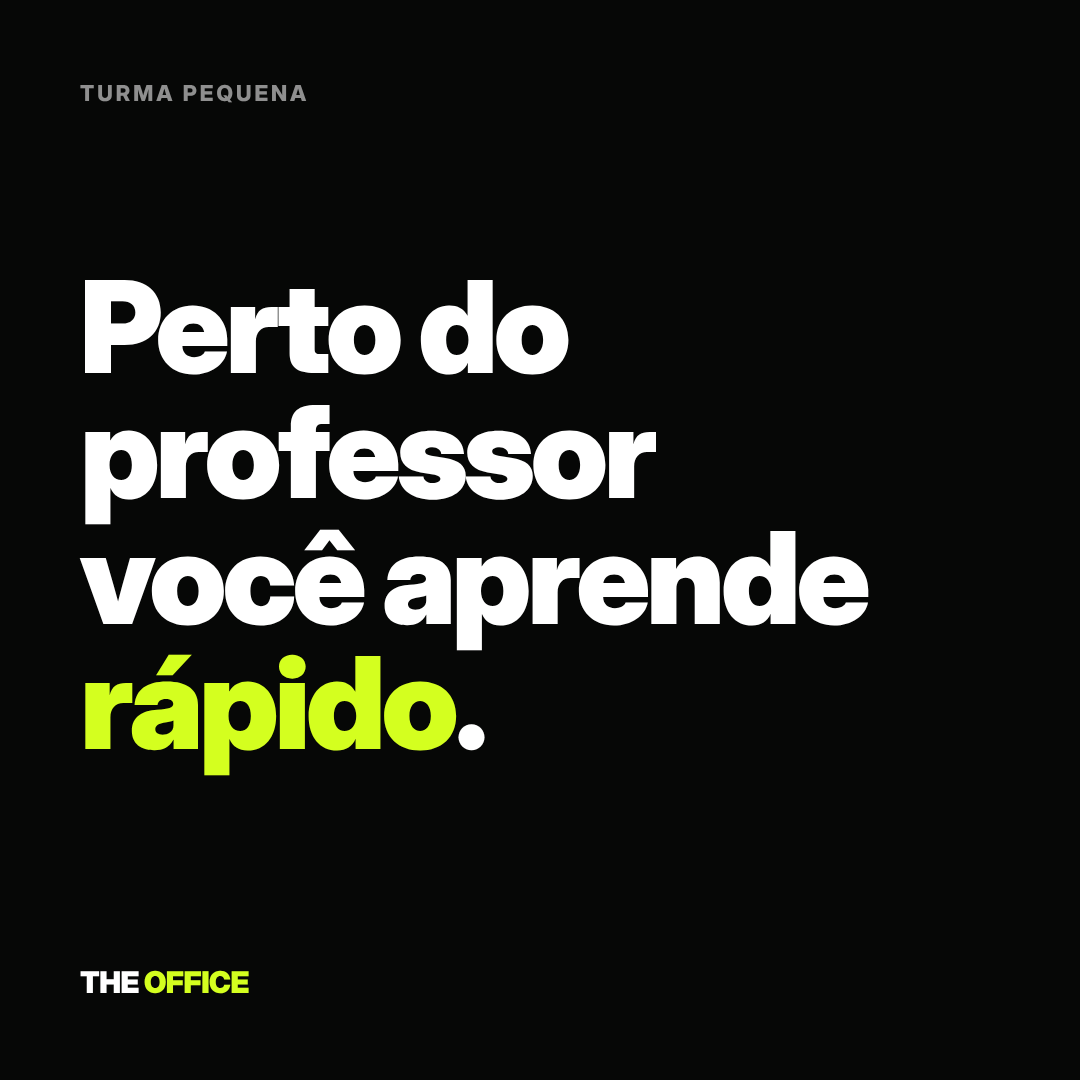 TURMA PEQUENA
Perto do
professor
você aprende
rápido.
THE OFFICE